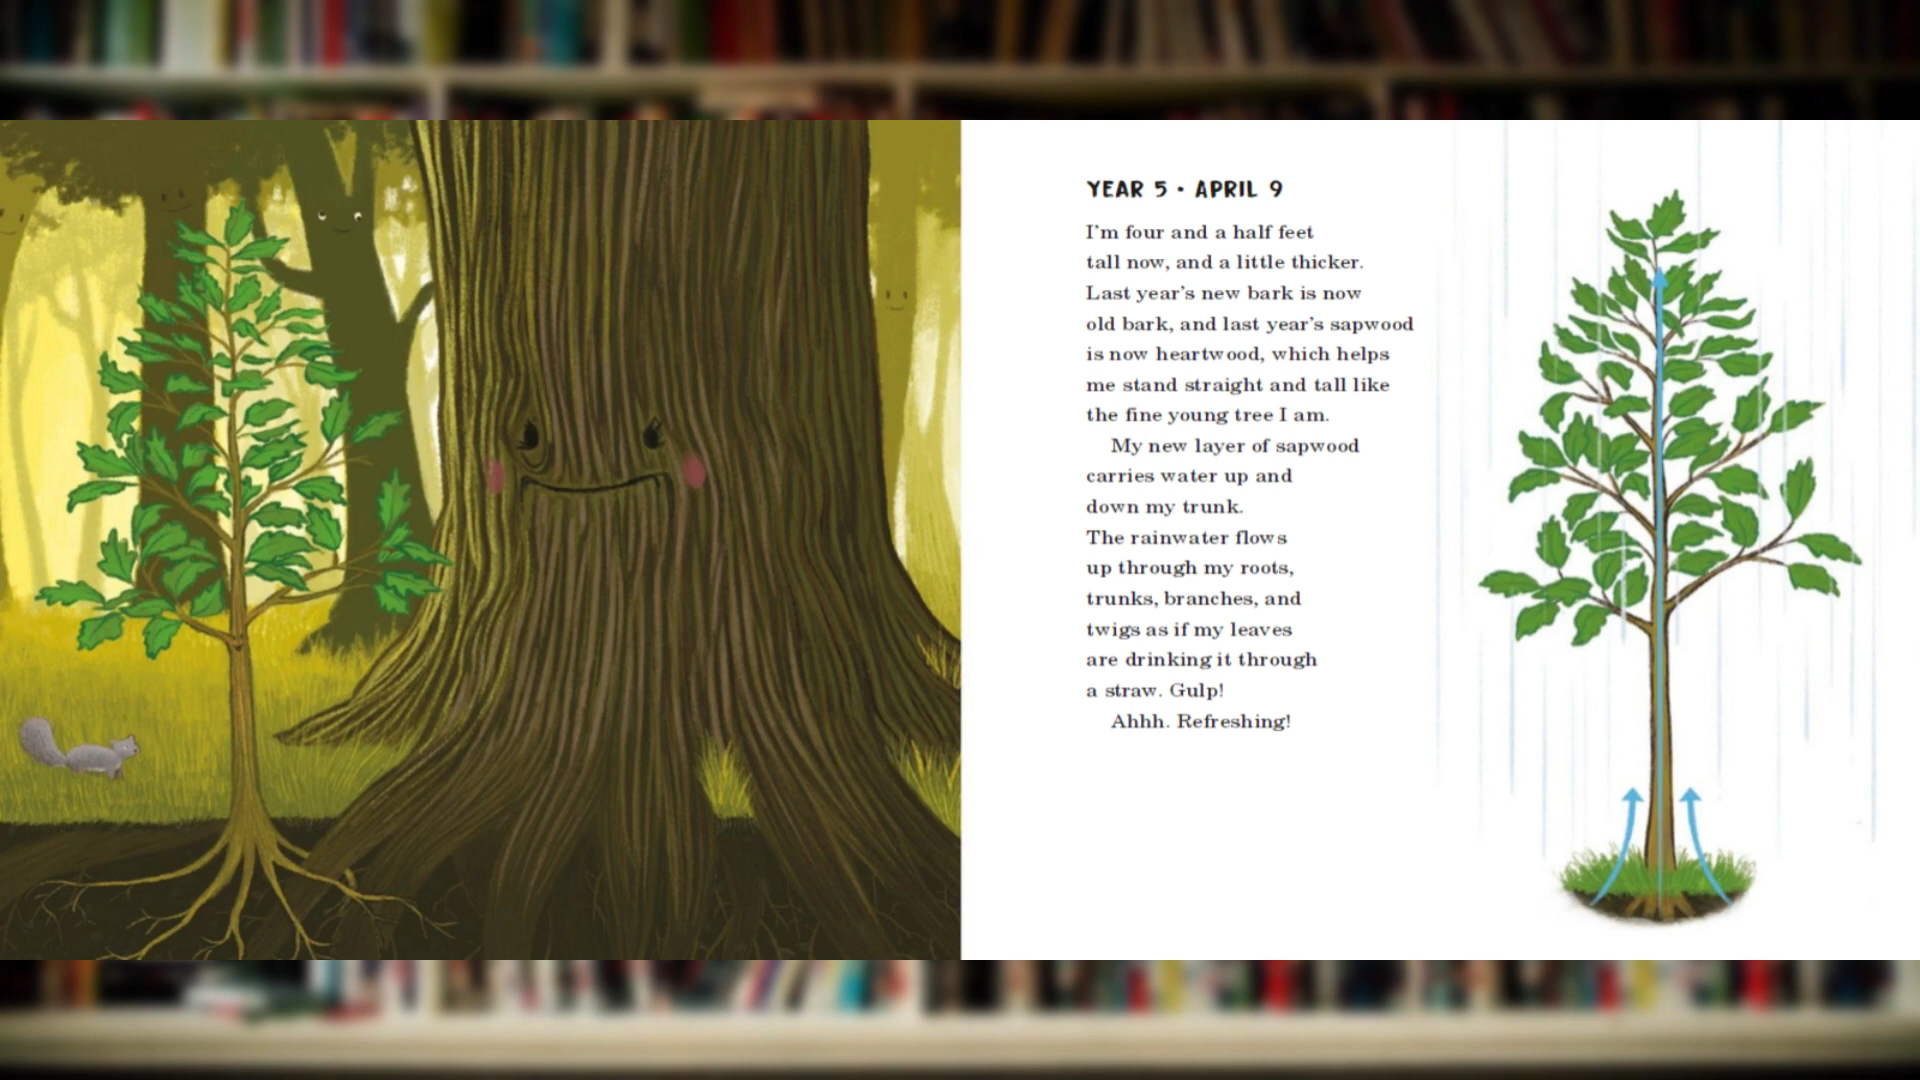 YEAR 5 · APRIL 9
I'm four and a half feet
tall now, and a little thicker.
Last year's new bark is now
old bark, and last year's sapwood
is now heartwood, which helps
me stand straight and tall like
the fine young tree I am.
My new layer of sapwood
carries water up and
down my trunk.
The rainwater flows
up through my roots,
trunks, branches, and
twigs as if my leaves
are drinking it through
a straw. Gulp!
Ahhh. Refreshing!